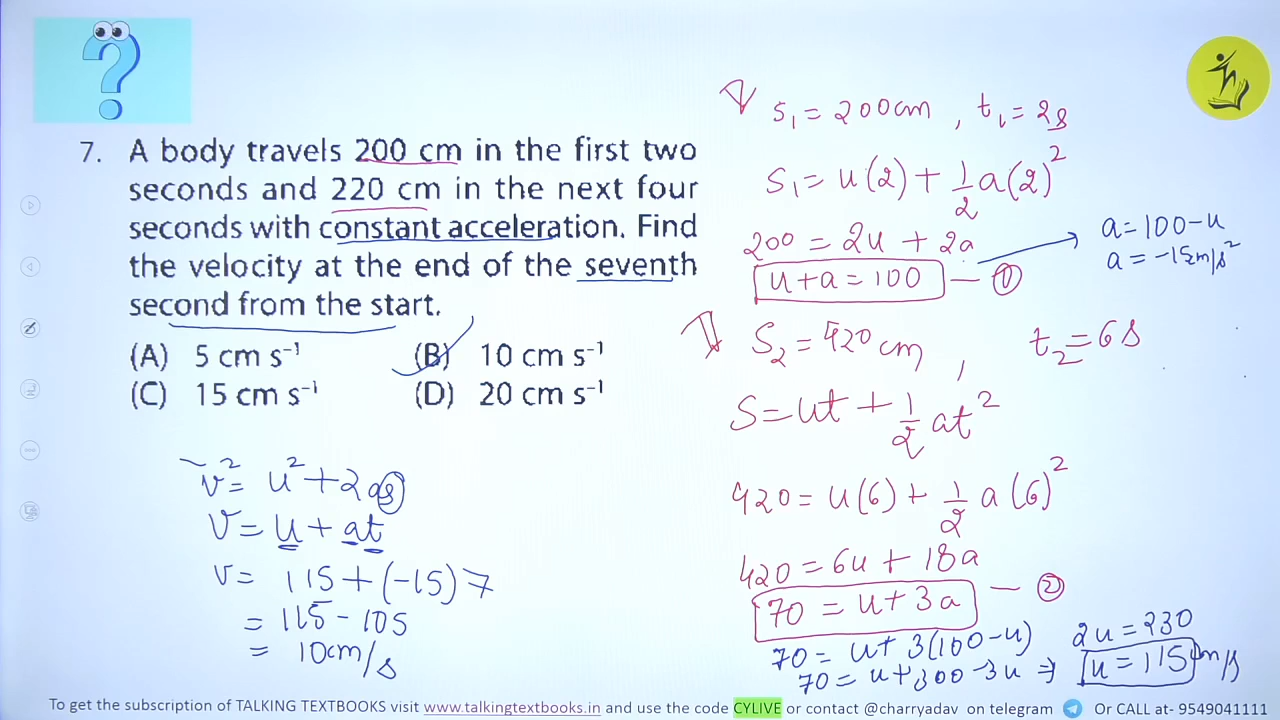 7. A body travels 200 cm in the first two
seconds and 220 cm in the next four
seconds with constant acceleration. Find
the velocity at the end of the seventh
second from the start.
(A) 5 cm s⁻¹ (B) 10 cm s⁻¹
(C) 15 cm s⁻¹ (D) 20 cm s⁻¹
v² = u² + 2as
v = u + at
v = 115 + (-15) 7
= 115 - 105
= 10cm/s
I S₁ = 200cm , t₁ = 2s
S₁ = u(2) + 1/2 a(2)²
200 = 2u + 2a
u + a = 100 — ①
a = 100 - u
a = -15m/s²
II S₂ = 420 cm , t₂ = 6s
S = ut + 1/2 at²
420 = u(6) + 1/2 a(6)²
420 = 6u + 18a
70 = u + 3a — ②
70 = u + 3(100 - u)
70 = u + 300 - 3u ⇒
2u = 230
u = 115 cm/s
To get the subscription of TALKING TEXTBOOKS visit www.talkingtextbooks.in and use the code CYLIVE or contact @charryadav on telegram Or CALL at- 9549041111